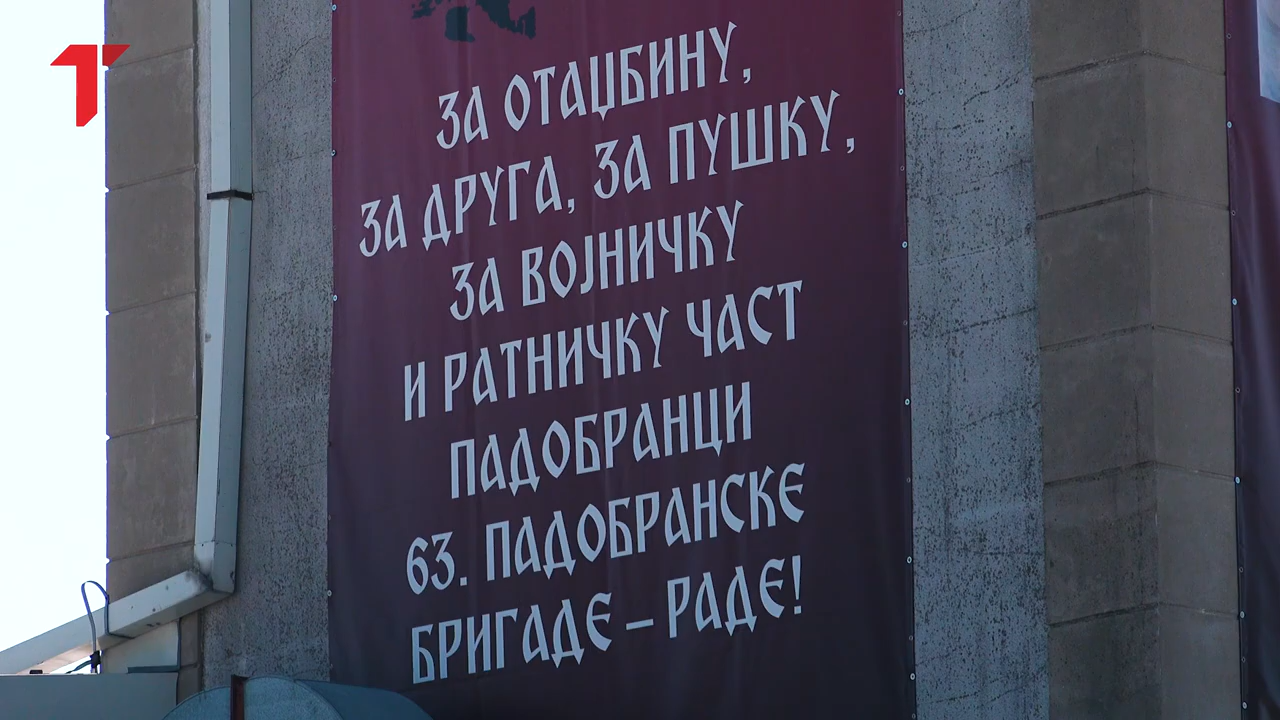 ЗА ОТАЏБИНУ,
ЗА ДРУГА, ЗА ПУШКУ,
ЗА ВОЈНИЧКУ
И РАТНИЧКУ ЧАСТ
ПАДОБРАНЦИ
63. ПАДОБРАНСКЕ
БРИГАДЕ – РАДЕ!